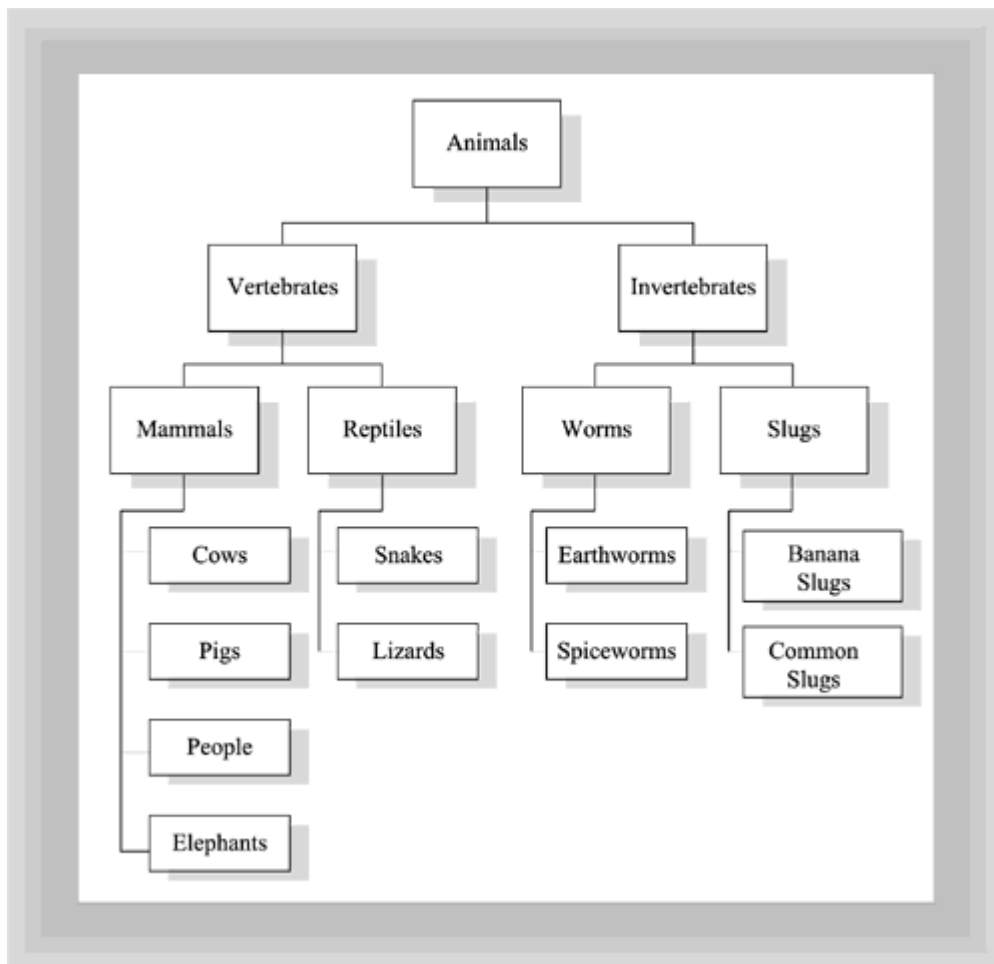 Animals
Vertebrates
Invertebrates
Mammals
Reptiles
Worms
Slugs
Cows
Snakes
Earthworms
Banana
Slugs
Pigs
Lizards
Spiceworms
Common
Slugs
People
Elephants